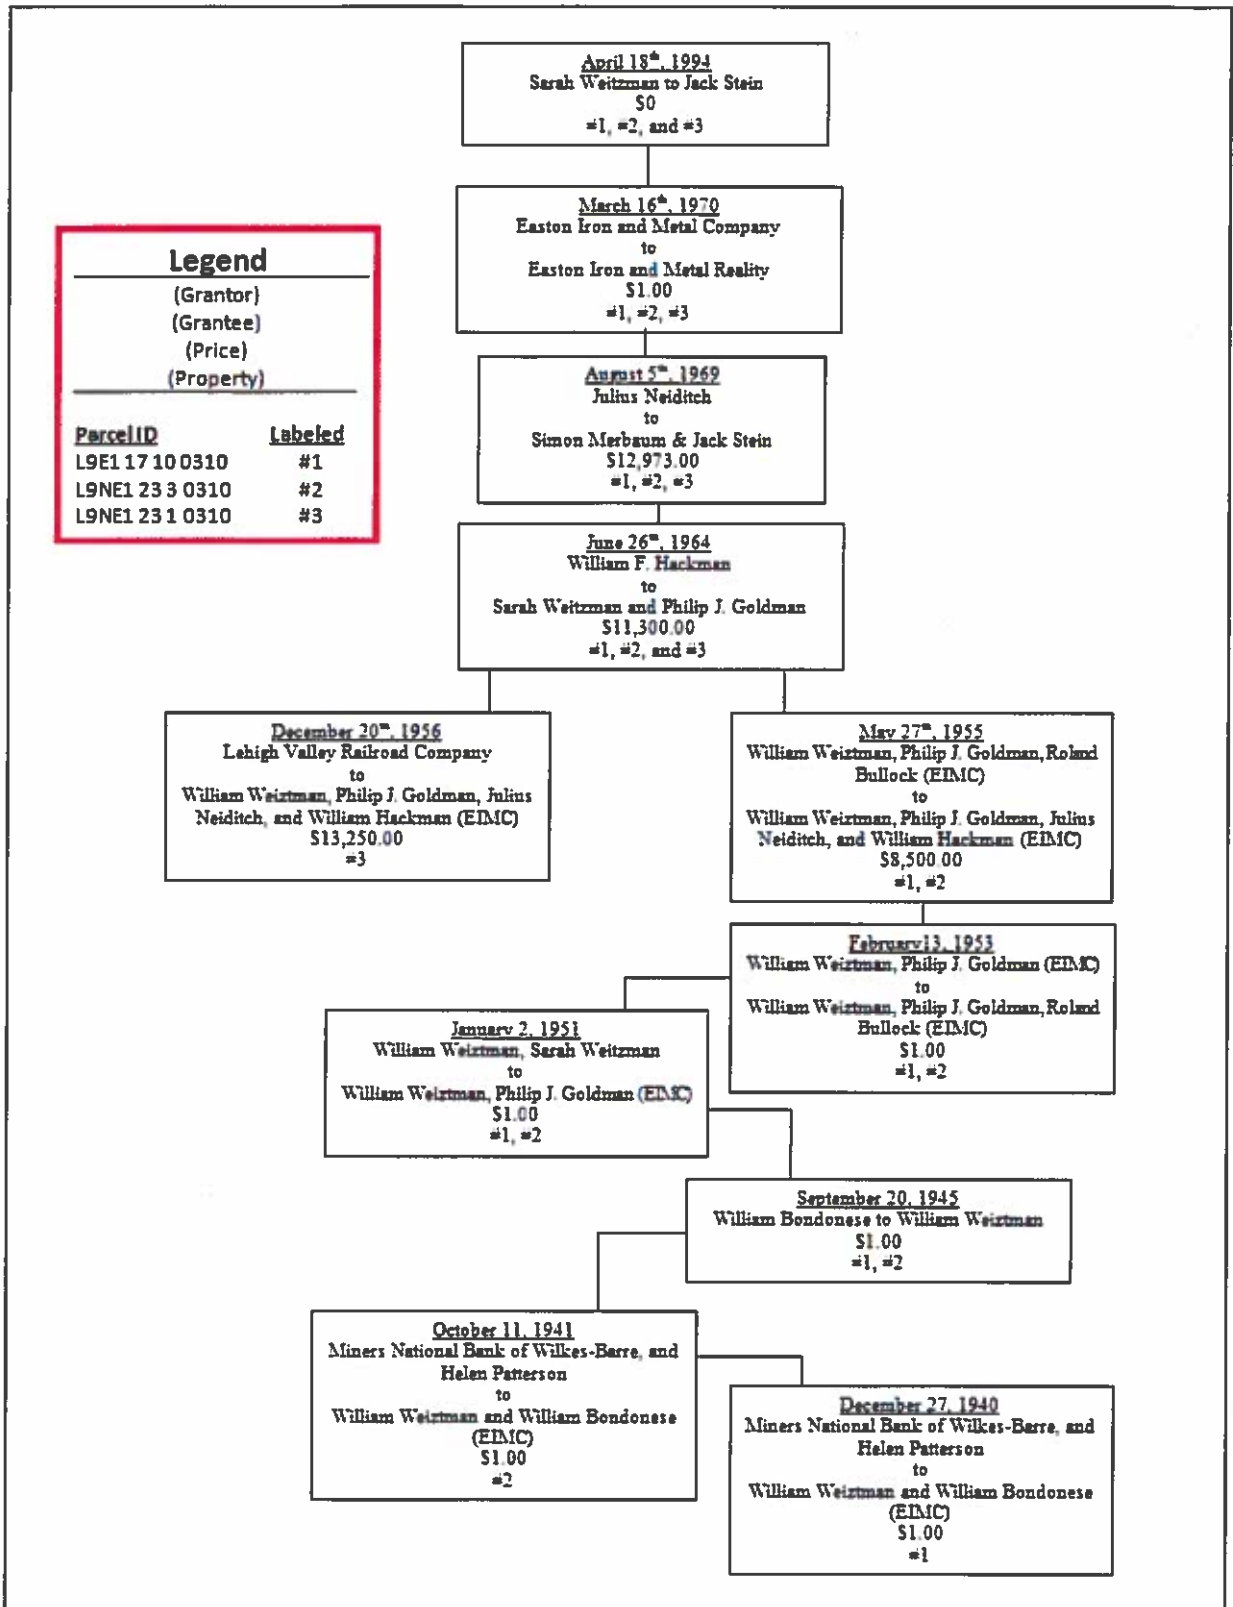 April 18th, 1994
Sarah Weitzman to Jack Stein
$0
#1, #2, and #3
March 16th, 1970
Easton Iron and Metal Company
to
Easton Iron and Metal Reality
$1.00
#1, #2, #3
Legend
(Grantor)
(Grantee)
(Price)
(Property)
Parcel ID Labeled
L9E1 17 10 0310 #1
L9NE1 23 3 0310 #2
L9NE1 23 1 0310 #3
August 5th, 1969
Julius Neiditch
to
Simon Merbaum & Jack Stein
$12,973.00
#1, #2, #3
June 26th, 1964
William F. Hackman
to
Sarah Weitzman and Philip J. Goldman
$11,300.00
#1, #2, and #3
December 20th, 1956
Lehigh Valley Railroad Company
to
William Weiztman, Philip J. Goldman, Julius
Neiditch, and William Hackman (EIMC)
$13,250.00
#3
May 27th, 1955
William Weiztman, Philip J. Goldman, Roland
Bullock (EIMC)
to
William Weiztman, Philip J. Goldman, Julius
Neiditch, and William Hackman (EIMC)
$8,500.00
#1, #2
February 13, 1953
William Weiztman, Philip J. Goldman (EIMC)
to
William Weiztman, Philip J. Goldman, Roland
Bullock (EIMC)
$1.00
#1, #2
January 2, 1951
William Weiztman, Sarah Weitzman
to
William Weiztman, Philip J. Goldman (EIMC)
$1.00
#1, #2
September 20, 1945
William Bondonese to William Weiztman
$1.00
#1, #2
October 11, 1941
Miners National Bank of Wilkes-Barre, and
Helen Patterson
to
William Weiztman and William Bondonese
(EIMC)
$1.00
#2
December 27, 1940
Miners National Bank of Wilkes-Barre, and
Helen Patterson
to
William Weiztman and William Bondonese
(EIMC)
$1.00
#1